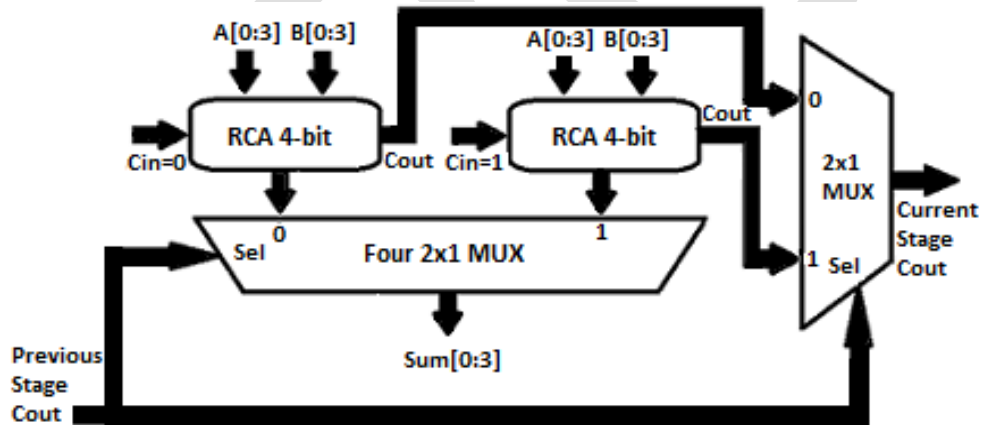 A[0:3] B[0:3]
A[0:3] B[0:3]
RCA 4-bit
Cin=0
Cout
RCA 4-bit
Cin=1
Cout
0
2x1
MUX
1 Sel
Current
Stage
Cout
0
1
Sel
Four 2x1 MUX
Sum[0:3]
Previous
Stage
Cout